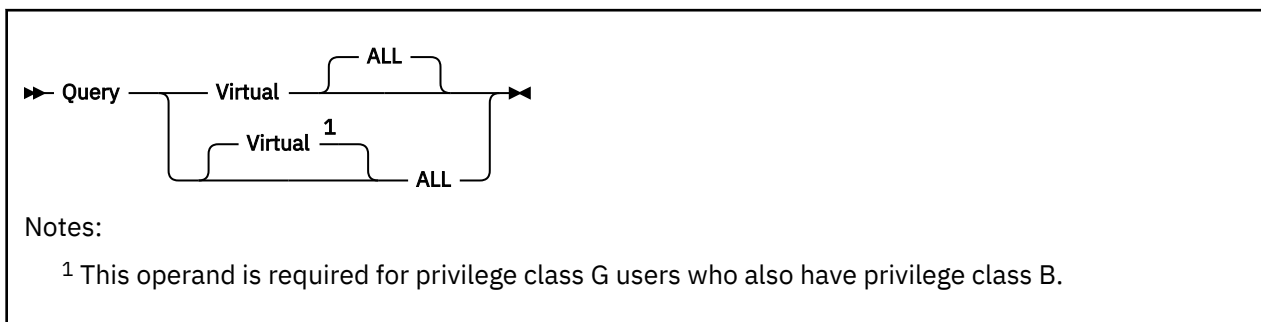 ALL
Query Virtual
Virtual 1
ALL
Notes:
1 This operand is required for privilege class G users who also have privilege class B.